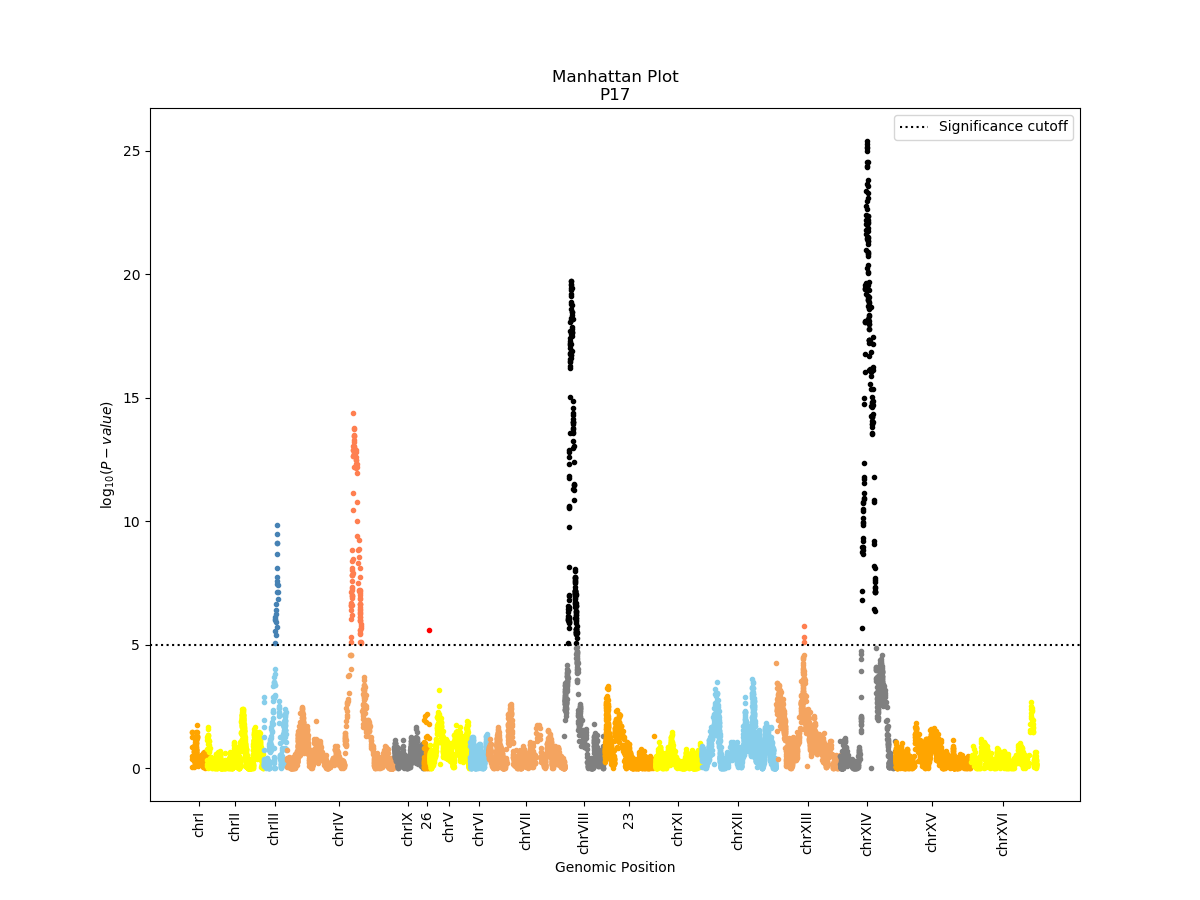 Manhattan Plot
P17
Significance cutoff
25
20
15
10
5
0
log10(P − value)
chrI
chrII
chrIII
chrIV
chrIX
26
chrV
chrVI
chrVII
chrVIII
23
chrXI
chrXII
chrXIII
chrXIV
chrXV
chrXVI
Genomic Position